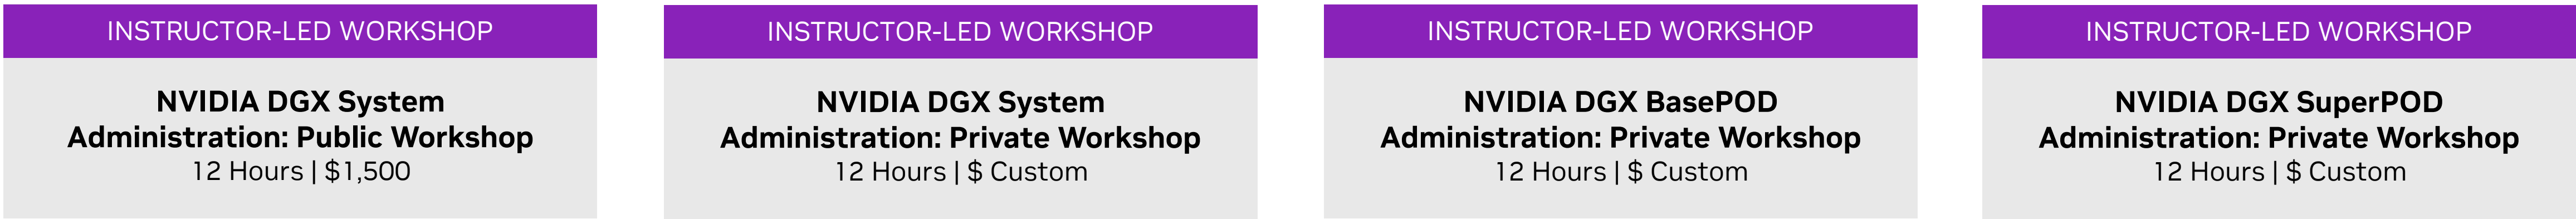 INSTRUCTOR-LED WORKSHOP
NVIDIA DGX System
Administration: Public Workshop
12 Hours | $1,500
INSTRUCTOR-LED WORKSHOP
NVIDIA DGX System
Administration: Private Workshop
12 Hours | $ Custom
INSTRUCTOR-LED WORKSHOP
NVIDIA DGX BasePOD
Administration: Private Workshop
12 Hours | $ Custom
INSTRUCTOR-LED WORKSHOP
NVIDIA DGX SuperPOD
Administration: Private Workshop
12 Hours | $ Custom